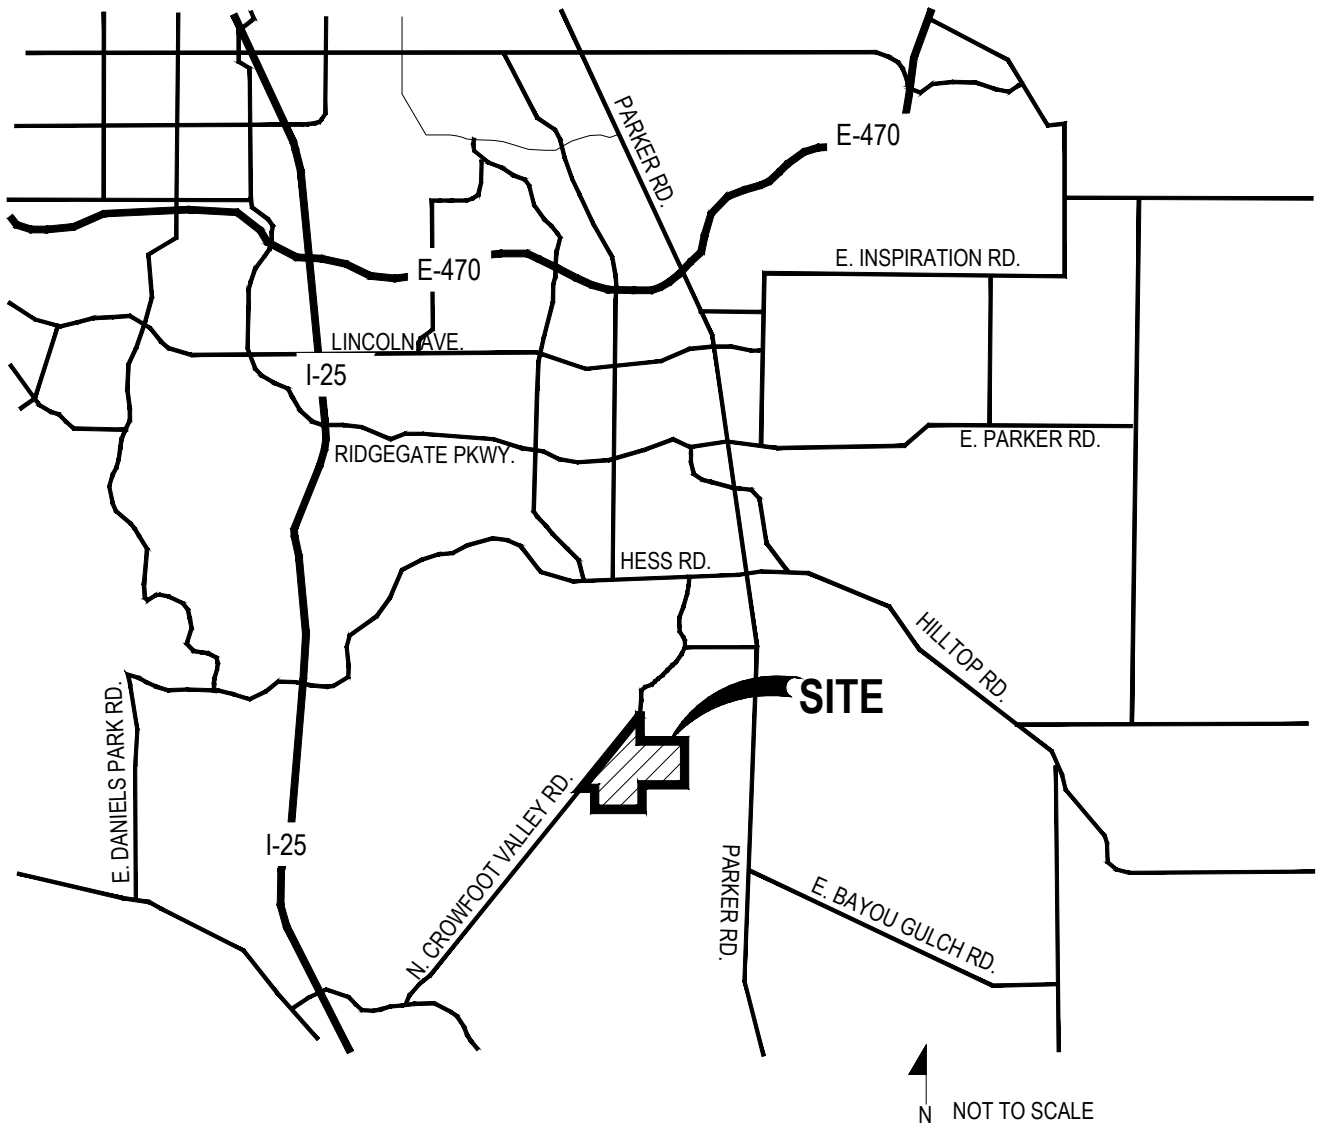 PARKER RD.
E-470
E. INSPIRATION RD.
E-470
LINCOLN AVE.
I-25
E. PARKER RD.
RIDGEGATE PKWY.
HESS RD.
HILLTOP RD.
SITE
E. DANIELS PARK RD.
N. CROWFOOT VALLEY RD.
I-25
PARKER RD.
E. BAYOU GULCH RD.
N
NOT TO SCALE